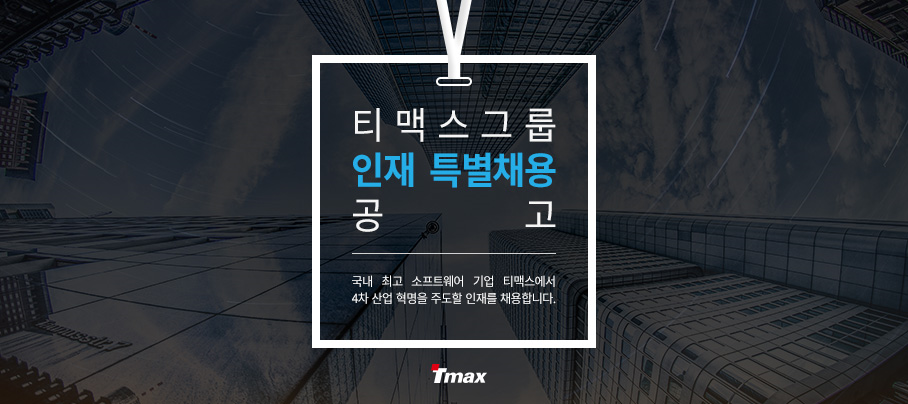 티맥스그룹
인재 특별채용
공 고
국내 최고 소프트웨어 기업 티맥스에서
4차 산업 혁명을 주도할 인재를 채용합니다.
Tmax